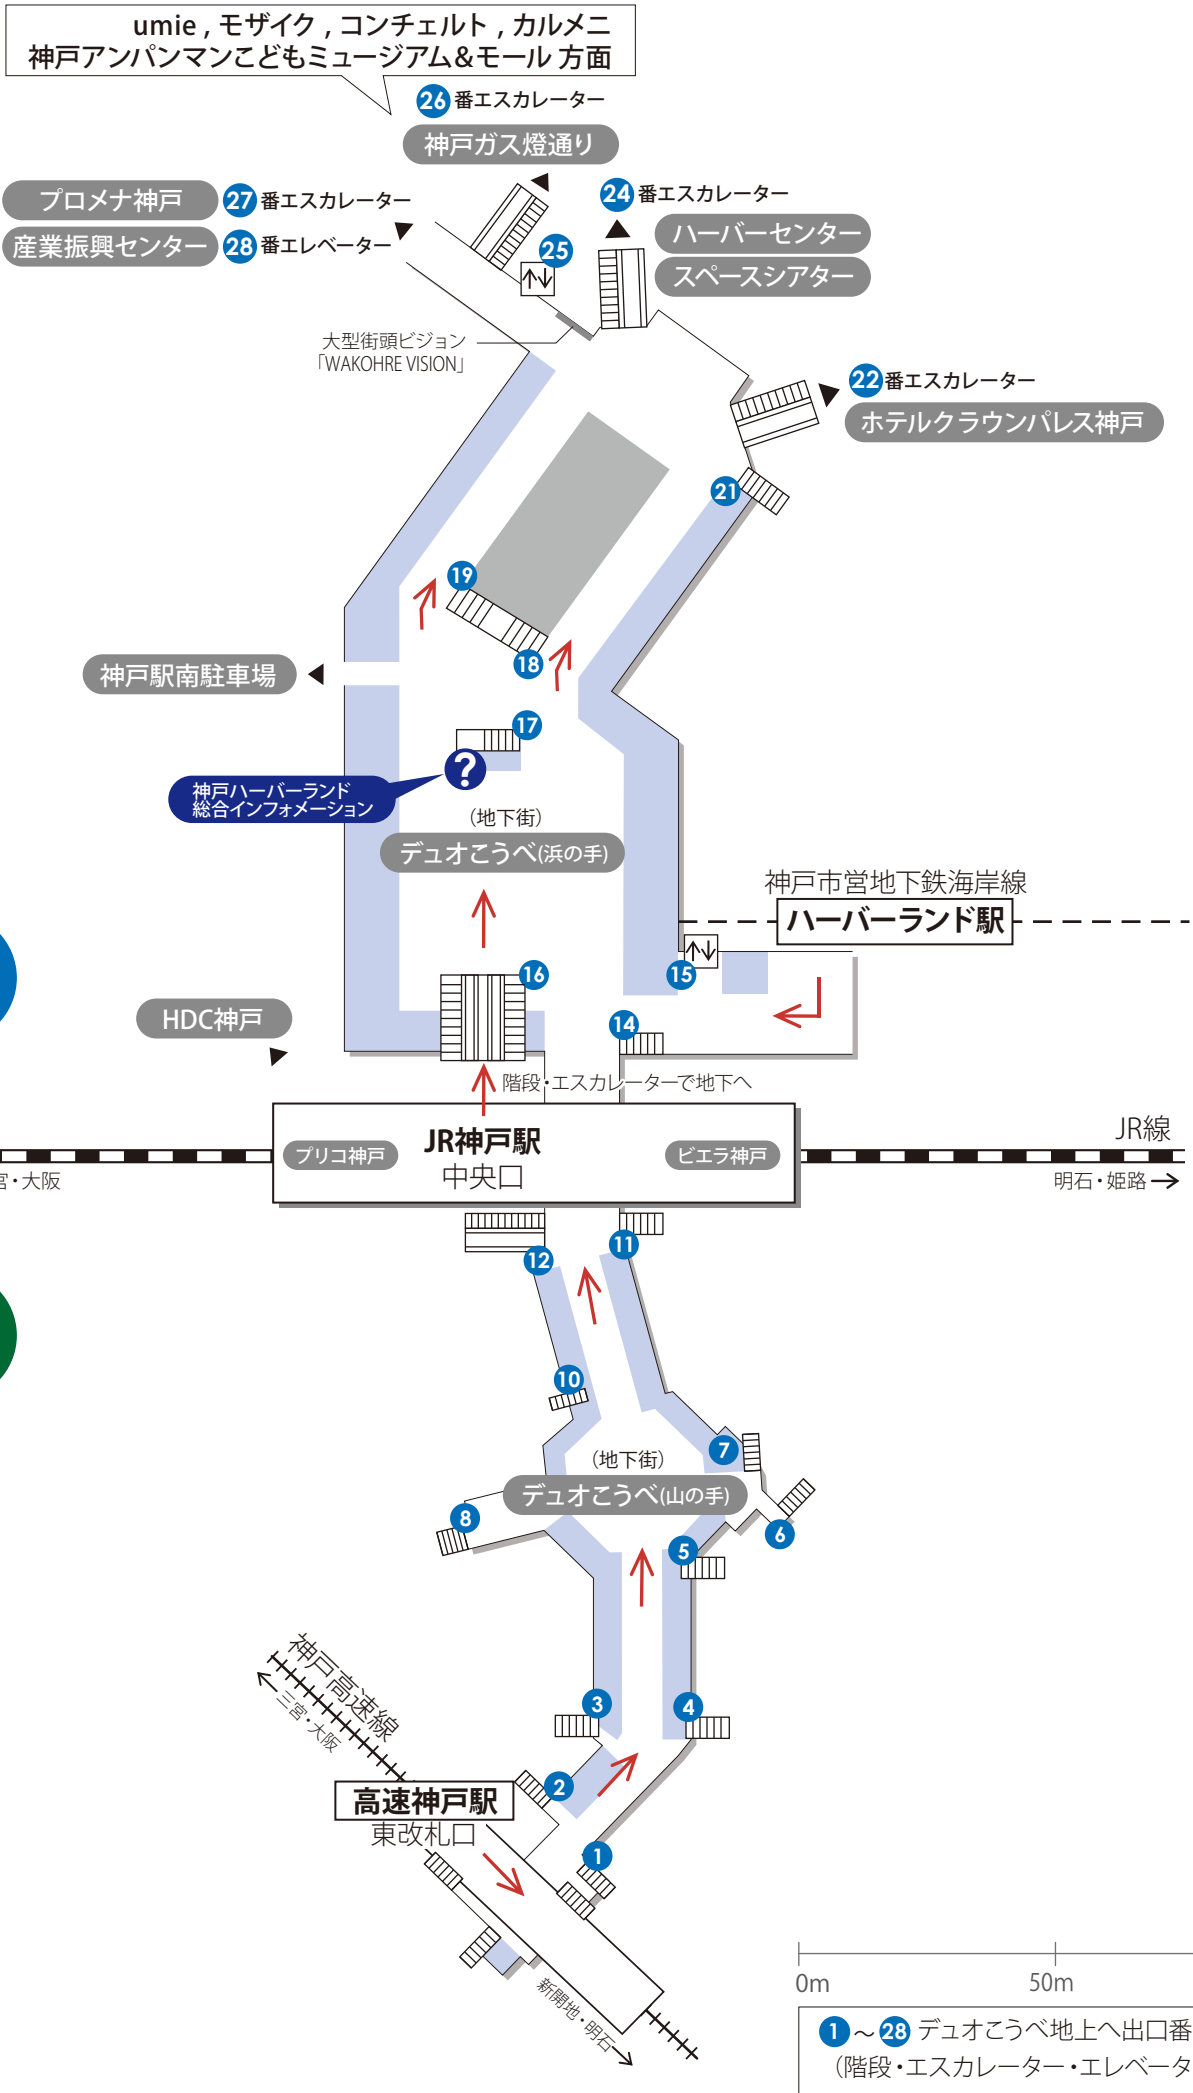 umie , モザイク , コンチェルト , カルメニ
神戸アンパンマンこどもミュージアム&モール 方面
26 番エスカレーター
神戸ガス燈通り
プロメナ神戸 27 番エスカレーター
産業振興センター 28 番エレベーター
24 番エスカレーター
ハーバーセンター
スペースシアター
25
大型街頭ビジョン
「WAKOHRE VISION」
22 番エスカレーター
ホテルクラウンパレス神戸
21
19
18
神戸駅南駐車場
17
?
神戸ハーバーランド
総合インフォメーション
(地下街)
デュオこうべ(浜の手)
神戸市営地下鉄海岸線
ハーバーランド駅
16
15
14
HDC神戸
階段・エスカレーターで地下へ
JR神戸駅
中央口
プリコ神戸
ビエラ神戸
JR線
宮・大阪
明石・姫路→
12
11
10
7
(地下街)
デュオこうべ(山の手)
8
6
5
神戸高速線
三宮・大阪
3
4
2
高速神戸駅
東改札口
1
新開地・明石
0m
50m
1 ~ 28 デュオこうべ地上へ出口番
(階段・エスカレーター・エレベータ